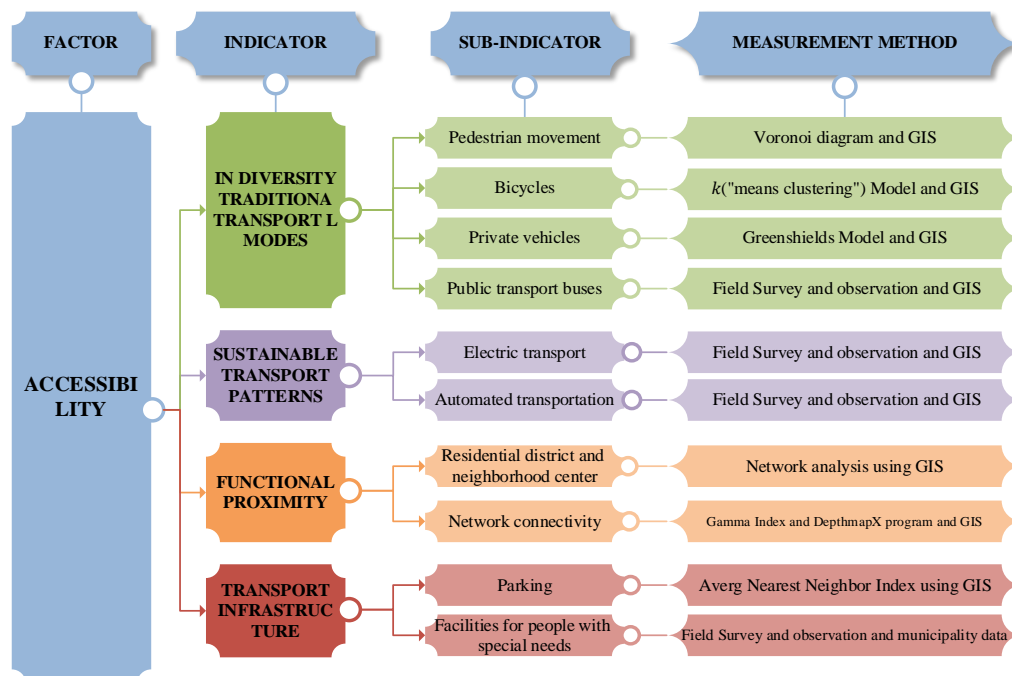 FACTOR
INDICATOR
SUB-INDICATOR
MEASUREMENT METHOD
ACCESSIBI
LITY
IN DIVERSITY
TRADITIONA
TRANSPORT L
MODES
Pedestrian movement
Voronoi diagram and GIS
Bicycles
k("means clustering") Model and GIS
Private vehicles
Greenshields Model and GIS
Public transport buses
Field Survey and observation and GIS
SUSTAINABLE
TRANSPORT
PATTERNS
Electric transport
Field Survey and observation and GIS
Automated transportation
Field Survey and observation and GIS
FUNCTIONAL
PROXIMITY
Residential district and
neighborhood center
Network analysis using GIS
Network connectivity
Gamma Index and DepthmapX program and GIS
TRANSPORT
INFRASTRUC
TURE
Parking
Averg Nearest Neighbor Index using GIS
Facilities for people with
special needs
Field Survey and observation and municipality data